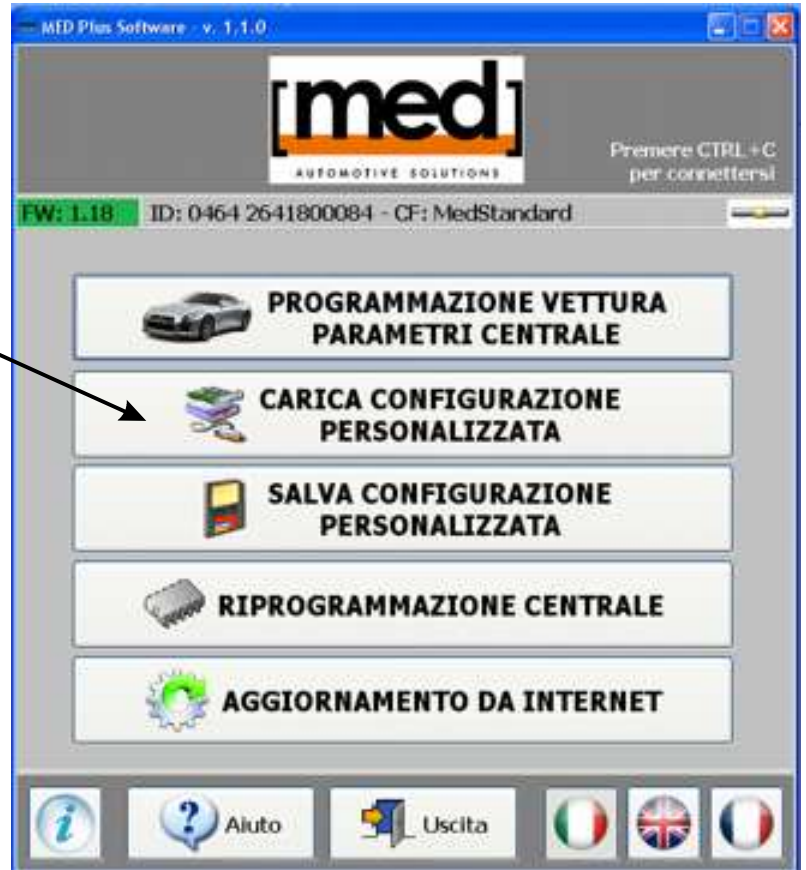 MED Plus Software - v. 1.1.0
[med]
AUTOMOTIVE SOLUTIONS
Premere CTRL+C
per connettersi
FW: 1.18 ID: 0464 2641800084 - CF: MedStandard
PROGRAMMAZIONE VETTURA
PARAMETRI CENTRALE
CARICA CONFIGURAZIONE
PERSONALIZZATA
SALVA CONFIGURAZIONE
PERSONALIZZATA
RIPROGRAMMAZIONE CENTRALE
AGGIORNAMENTO DA INTERNET
i ? Aiuto Uscita